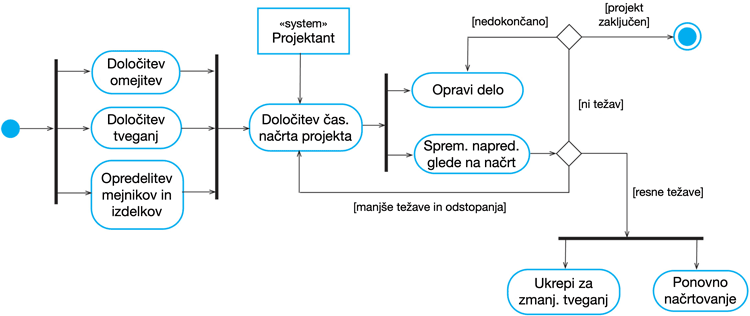 «system»
Projektant
[nedokončano]
[projekt
zaključen]
Določitev
omejitev
Opravi delo
[ni težav]
Določitev
tveganj
Določitev čas.
načrta projekta
Sprem. napred.
glede na načrt
Opredelitev
mejnikov in
izdelkov
[manjše težave in odstopanja]
[resne težave]
Ukrepi za
zmanj. tveganj
Ponovno
načrtovanje